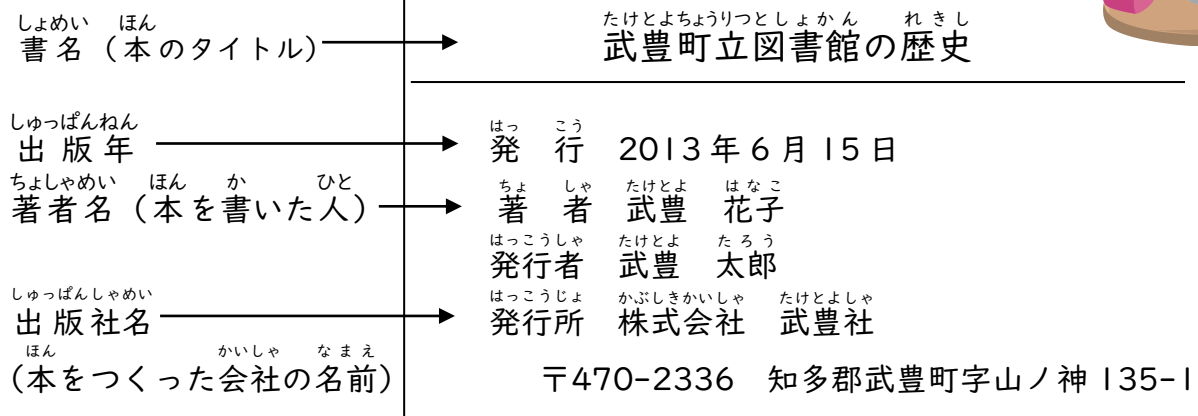 しょめい ほん
書名（本のタイトル）
たけとよちょうりつとしょかん れきし
武豊町立図書館の歴史
しゅっぱんねん
出版年
はっ こう
発 行 2013年6月15日
ちょしゃめい ほん か ひと
著者名（本を書いた人）
ちょ しゃ たけとよ はなこ
著 者 武豊 花子
はっこうしゃ たけとよ たろう
発行者 武豊 太郎
しゅっぱんしゃめい
出版社名
はっこうじょ かぶしきかいしゃ たけとよしゃ
発行所 株式会社 武豊社
ほん かいしゃ なまえ
(本をつくった会社の名前)
〒470-2336 知多郡武豊町字山ノ神135-1